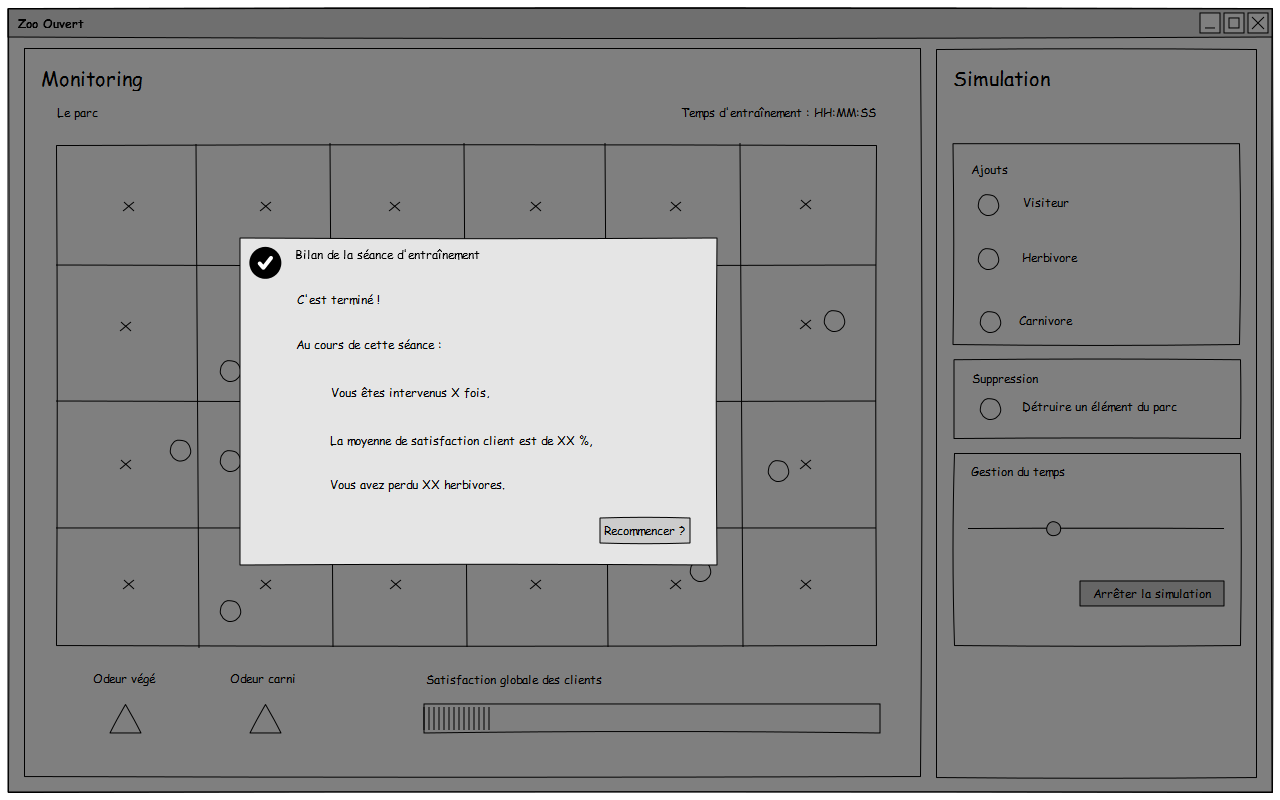 Zoo Ouvert
Monitoring
Le parc
Temps d'entraînement : HH:MM:SS
Bilan de la séance d'entraînement
C'est terminé !
Au cours de cette séance :
Vous êtes intervenus X fois,
La moyenne de satisfaction client est de XX %,
Vous avez perdu XX herbivores.
Recommencer ?
Odeur végé
Odeur carni
Satisfaction globale des clients
Simulation
Ajouts
Visiteur
Herbivore
Carnivore
Suppression
Détruire un élément du parc
Gestion du temps
Arrêter la simulation